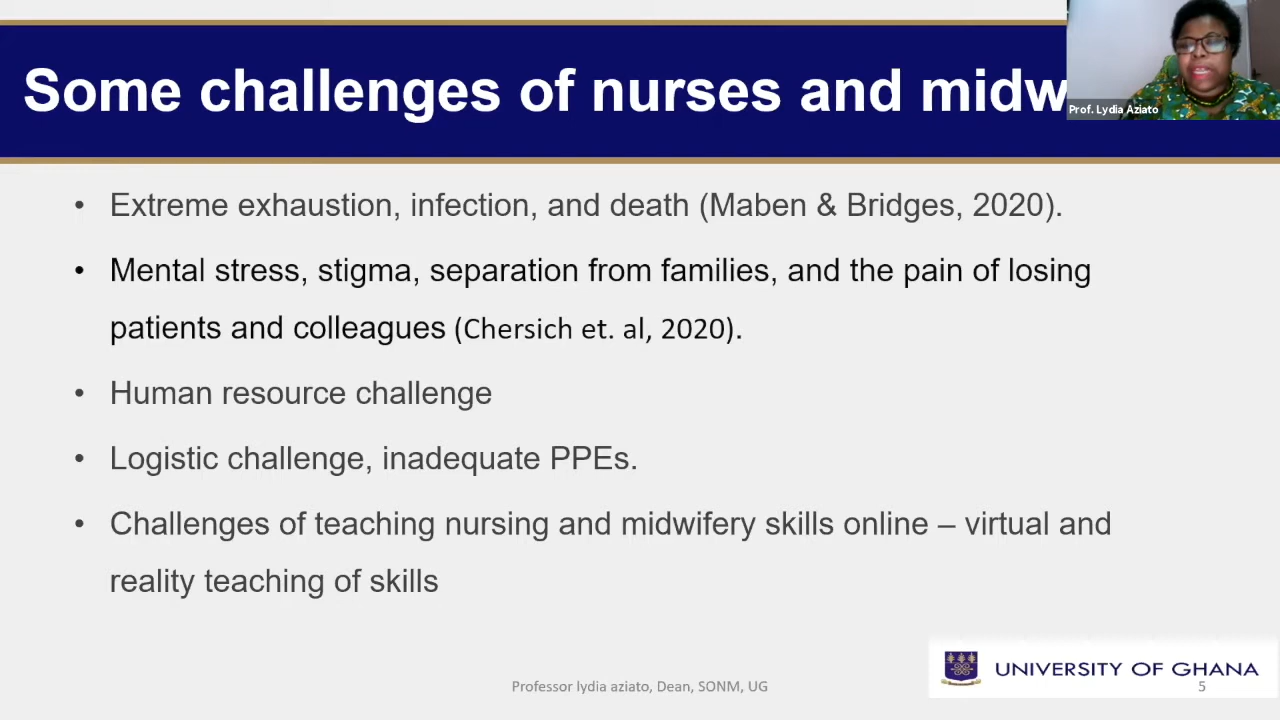 Some challenges of nurses and midw
Prof. Lydia Aziato
• Extreme exhaustion, infection, and death (Maben & Bridges, 2020).
• Mental stress, stigma, separation from families, and the pain of losing
patients and colleagues (Chersich et. al, 2020).
• Human resource challenge
• Logistic challenge, inadequate PPEs.
• Challenges of teaching nursing and midwifery skills online – virtual and
reality teaching of skills
UNIVERSITY OF GHANA
Professor lydia aziato, Dean, SONM, UG
5